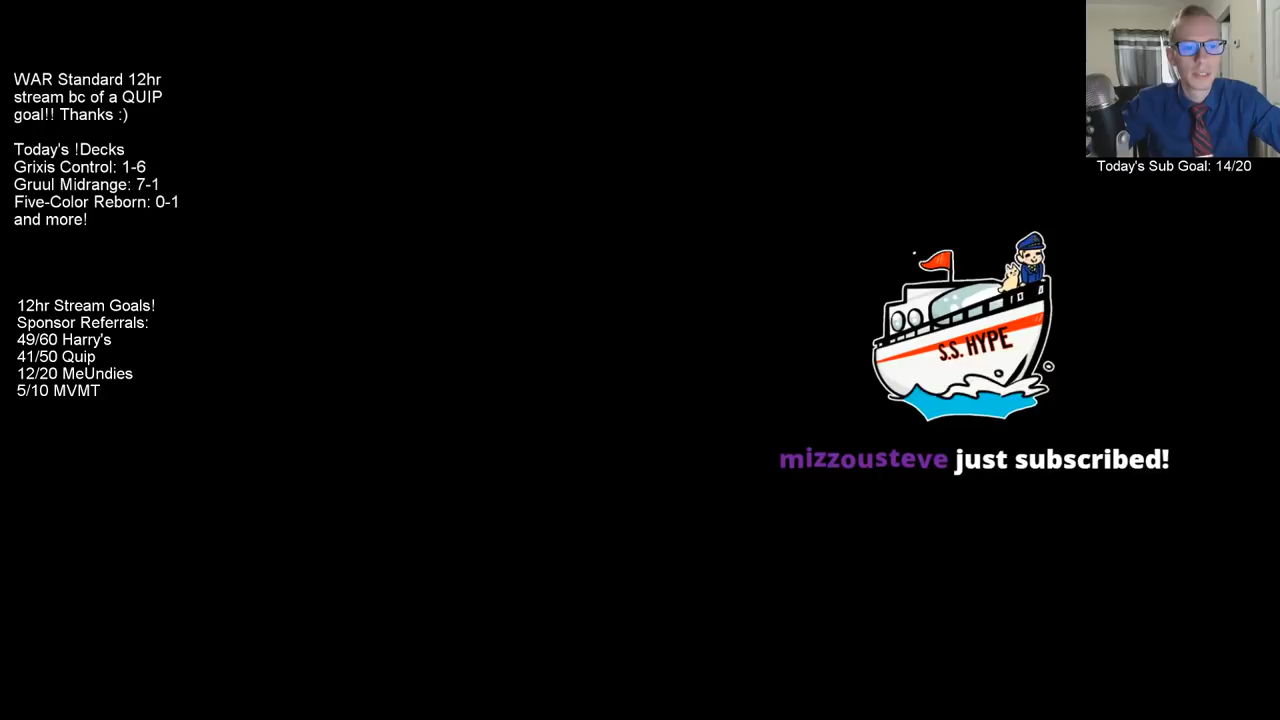 WAR Standard 12hr
stream bc of a QUIP
goal!! Thanks :)
Today's !Decks
Grixis Control: 1-6
Gruul Midrange: 7-1
Five-Color Reborn: 0-1
and more!
12hr Stream Goals!
Sponsor Referrals:
49/60 Harry's
41/50 Quip
12/20 MeUndies
5/10 MVMT
Today's Sub Goal: 14/20
S.S. HYPE
mizzousteve just subscribed!